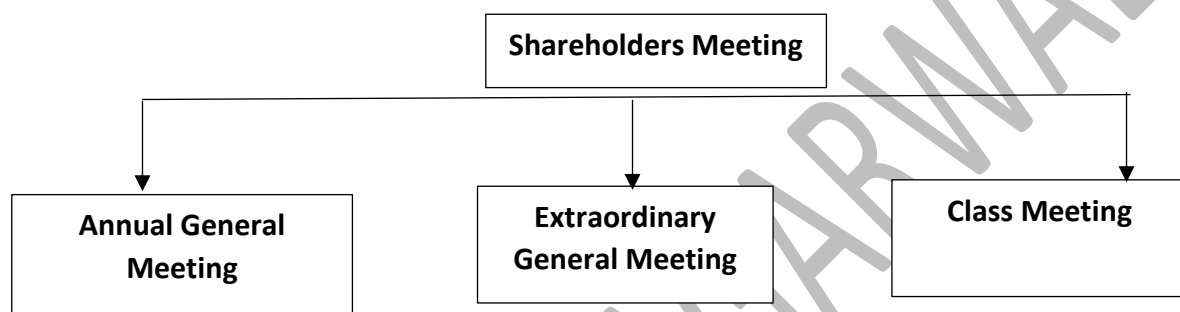 Shareholders Meeting
Annual General
Meeting
Extraordinary
General Meeting
Class Meeting